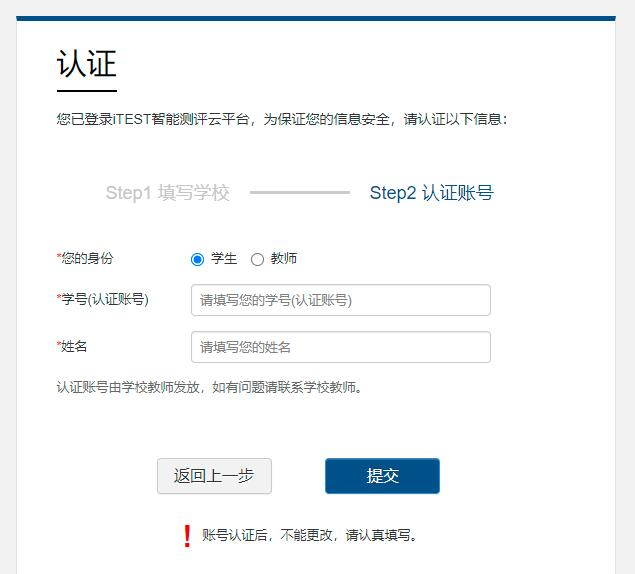 认证
您已登录iTEST智能测评云平台，为保证您的信息安全，请认证以下信息：
Step1 填写学校 Step2 认证账号
*您的身份 学生 教师
*学号(认证账号) 请填写您的学号(认证账号)
*姓名 请填写您的姓名
认证账号由学校教师发放，如有问题请联系学校教师。
返回上一步 提交
! 账号认证后，不能更改，请认真填写。